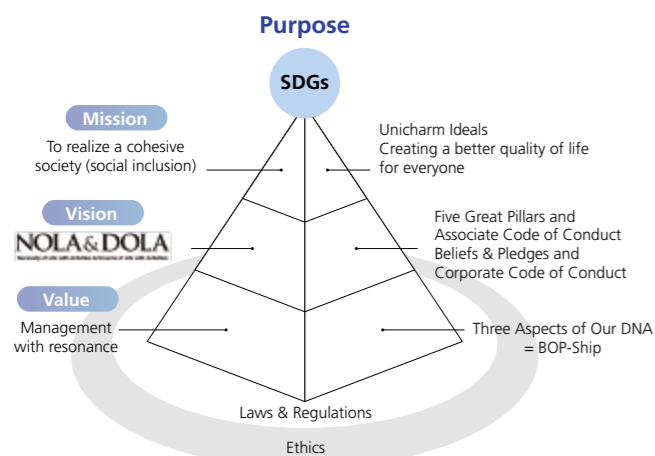 Purpose
SDGs
Mission
To realize a cohesive
society (social inclusion)
Unicharm Ideals
Creating a better quality of life
for everyone
Vision
NOLA&DOLA
Five Great Pillars and
Associate Code of Conduct
Beliefs & Pledges and
Corporate Code of Conduct
Value
Management
with resonance
Three Aspects of Our DNA
= BOP-Ship
Laws & Regulations
Ethics